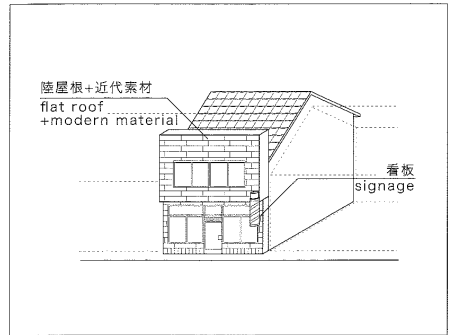 陸屋根+近代素材
flat roof
+modern material
看板
signage